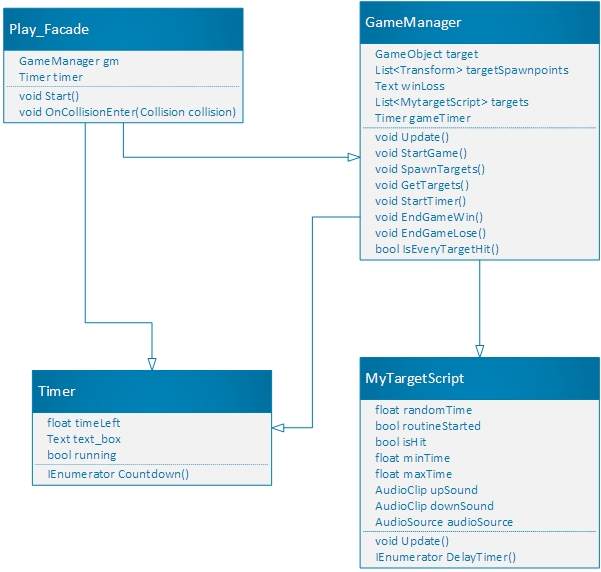 Play_Facade
GameManager gm
Timer timer
void Start()
void OnCollisionEnter(Collision collision)
GameManager
GameObject target
List<Transform> targetSpawnpoints
Text winLoss
List<MytargetScript> targets
Timer gameTimer
void Update()
void StartGame()
void SpawnTargets()
void GetTargets()
void StartTimer()
void EndGameWin()
void EndGameLose()
bool IsEveryTargetHit()
Timer
float timeLeft
Text text_box
bool running
IEnumerator Countdown()
MyTargetScript
float randomTime
bool routineStarted
bool isHit
float minTime
float maxTime
AudioClip upSound
AudioClip downSound
AudioSource audioSource
void Update()
IEnumerator DelayTimer()